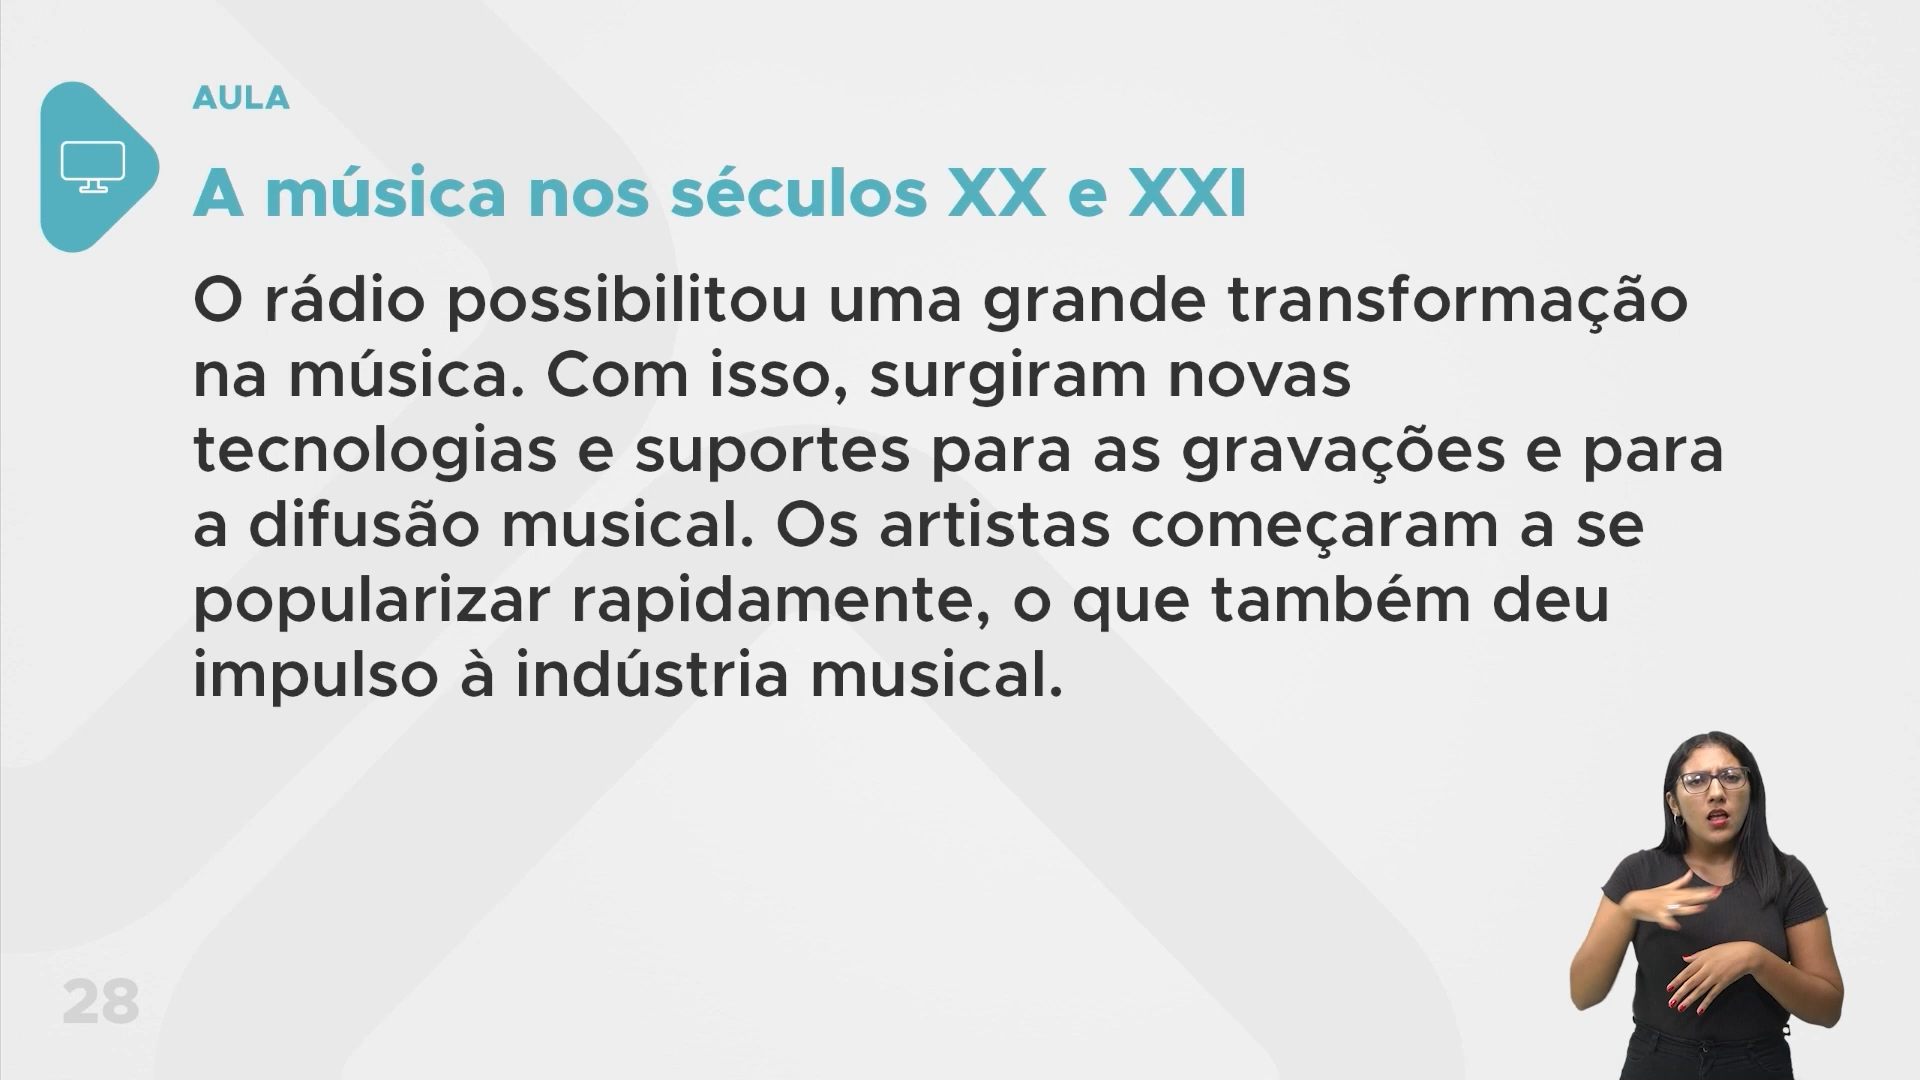 AULA
A música nos séculos XX e XXI
O rádio possibilitou uma grande transformação
na música. Com isso, surgiram novas
tecnologias e suportes para as gravações e para
a difusão musical. Os artistas começaram a se
popularizar rapidamente, o que também deu
impulso à indústria musical.
28